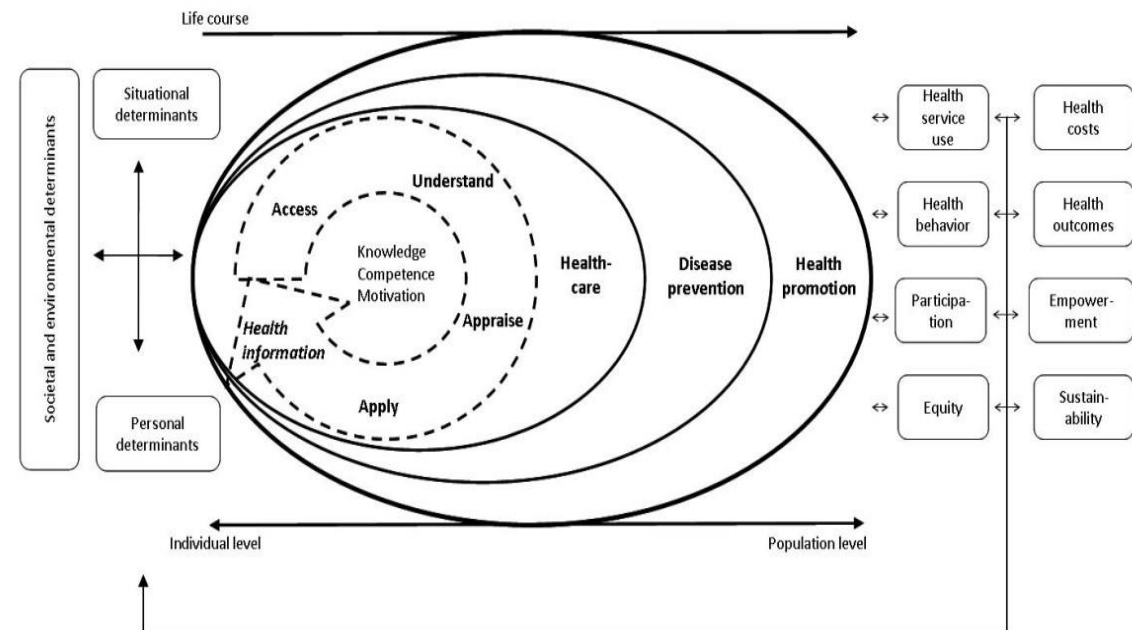 Life course
Societal and environmental determinants
Situational
determinants
Personal
determinants
Access
Understand
Knowledge
Competence
Motivation
Health
information
Appraise
Apply
Health-
care
Disease
prevention
Health
promotion
Health
service
use
Health
costs
Health
behavior
Health
outcomes
Participa-
tion
Empower-
ment
Equity
Sustain-
ability
Individual level
Population level